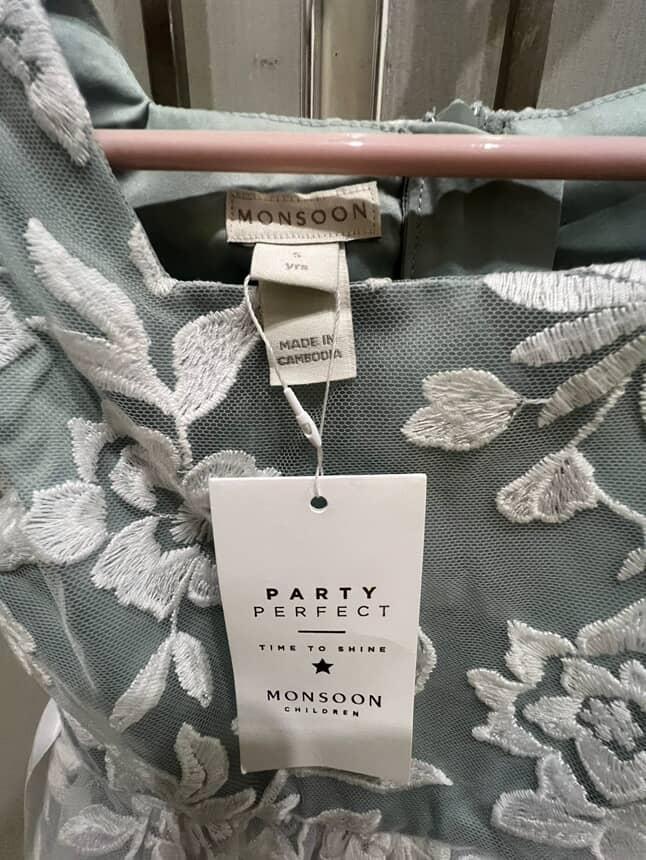 MONSOON
5
yrs
MADE IN
CAMBODIA
PARTY
PERFECT
TIME TO SHINE
MONSOON
CHILDREN